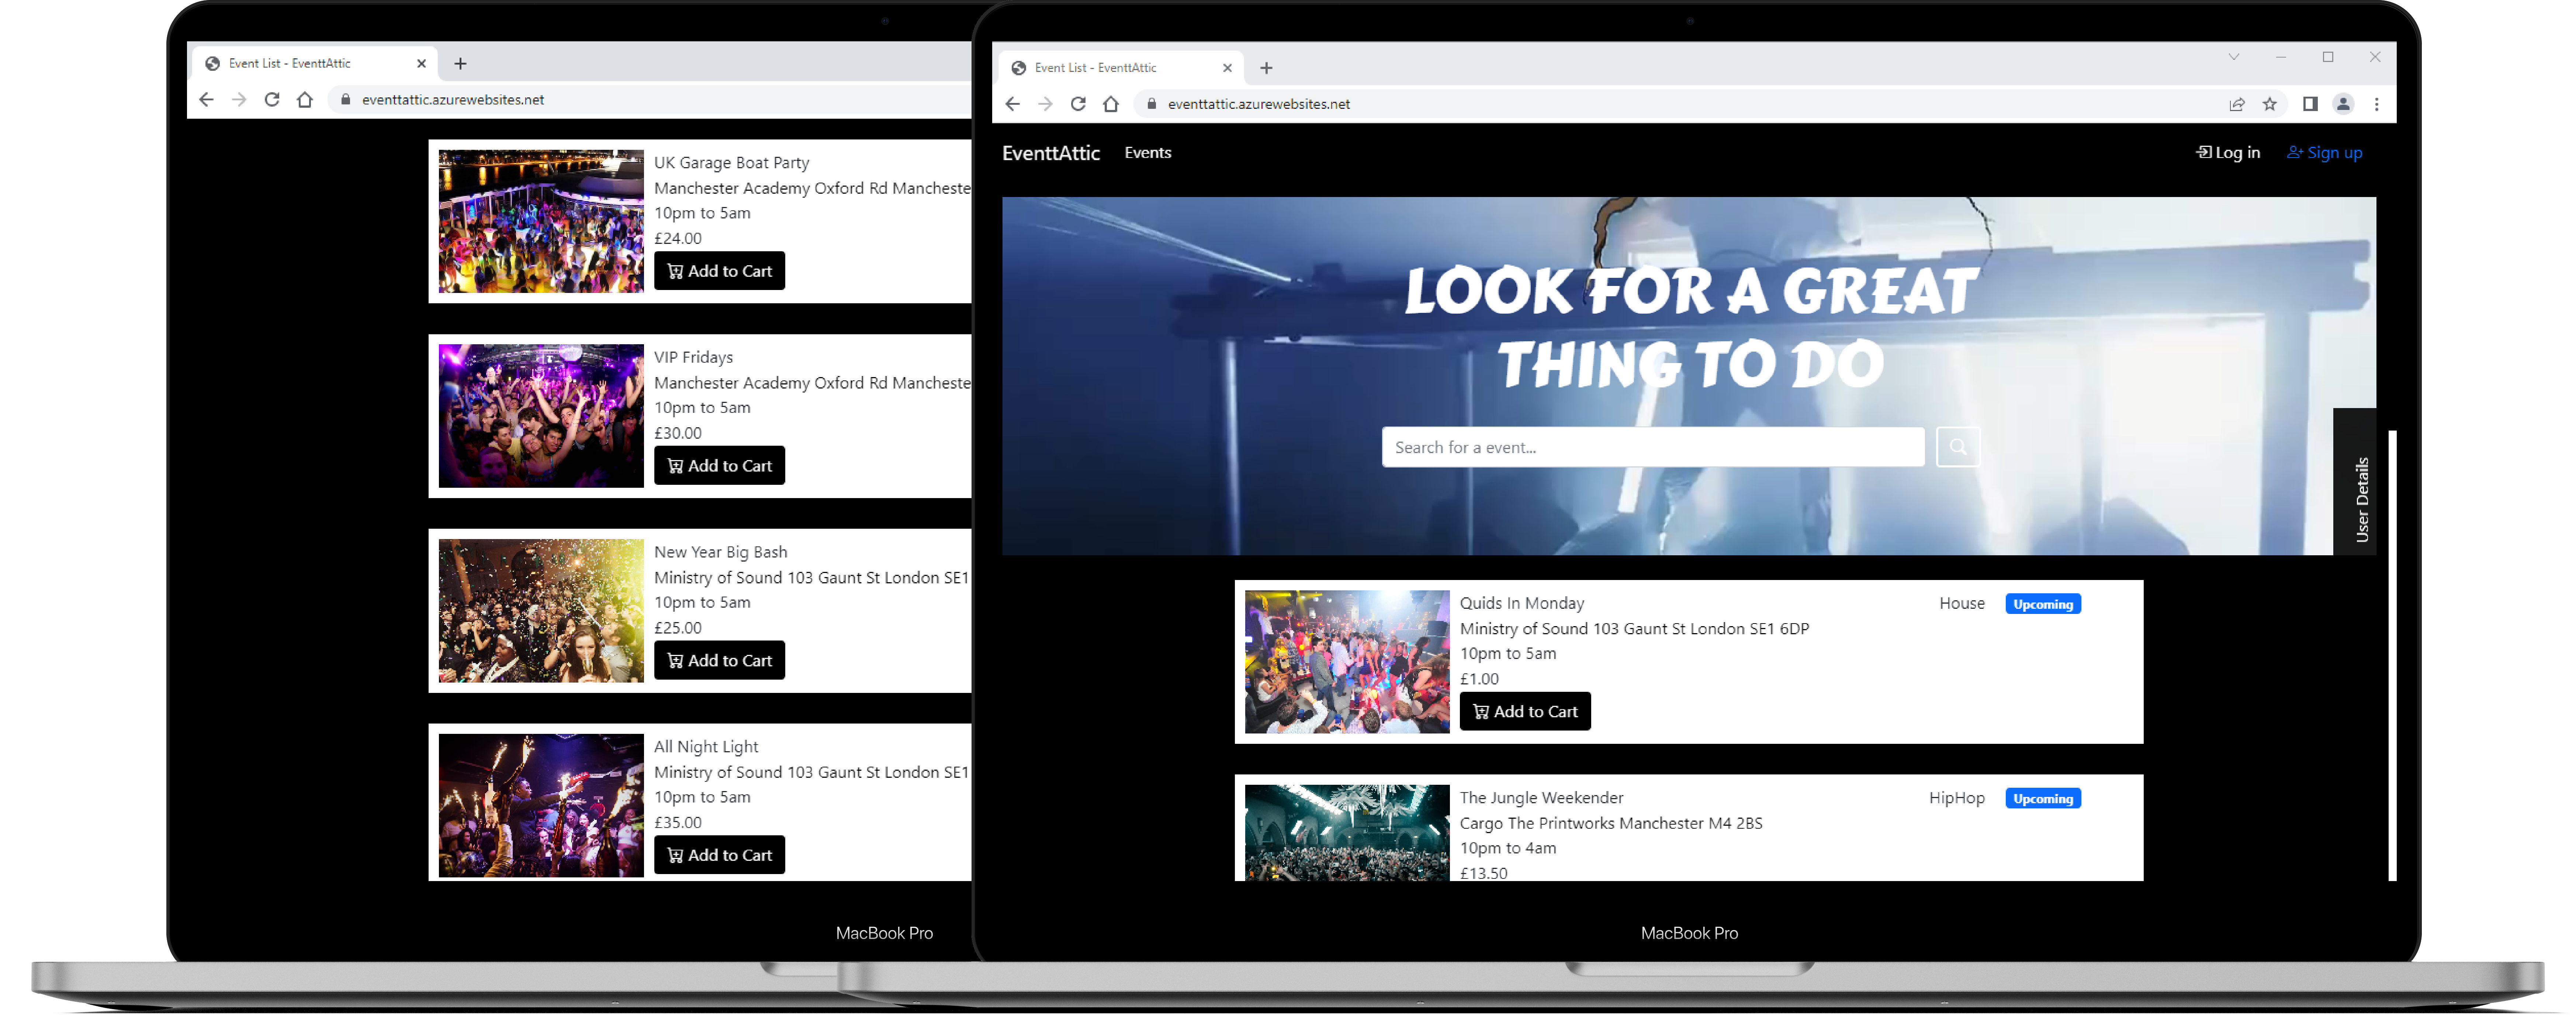 Event List - EventtAttic
eventtattic.azurewebsites.net
UK Garage Boat Party
Manchester Academy Oxford Rd Mancheste
10pm to 5am
£24.00
Add to Cart
VIP Fridays
Manchester Academy Oxford Rd Mancheste
10pm to 5am
£30.00
Add to Cart
New Year Big Bash
Ministry of Sound 103 Gaunt St London SE1
10pm to 5am
£25.00
Add to Cart
All Night Light
Ministry of Sound 103 Gaunt St London SE1
10pm to 5am
£35.00
Add to Cart
MacBook Pro
Event List - EventtAttic
eventtattic.azurewebsites.net
EventtAttic Events Log in Sign up
LOOK FOR A GREAT
THING TO DO
Search for a event...
User Details
Quids In Monday House Upcoming
Ministry of Sound 103 Gaunt St London SE1 6DP
10pm to 5am
£1.00
Add to Cart
The Jungle Weekender HipHop Upcoming
Cargo The Printworks Manchester M4 2BS
10pm to 4am
£13.50
MacBook Pro